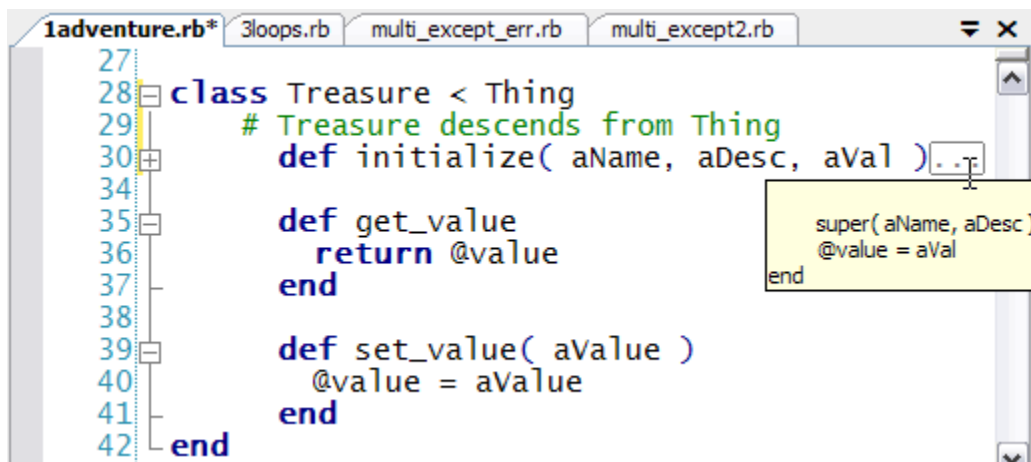 1adventure.rb* 3loops.rb multi_except_err.rb multi_except2.rb
27
28 class Treasure < Thing
29 # Treasure descends from Thing
30 def initialize( aName, aDesc, aVal )...
34
super( aName, aDesc )
35 def get_value
36 return @value
@value = aVal
37 end
end
38
39 def set_value( aValue )
40 @value = aValue
41 end
42 end